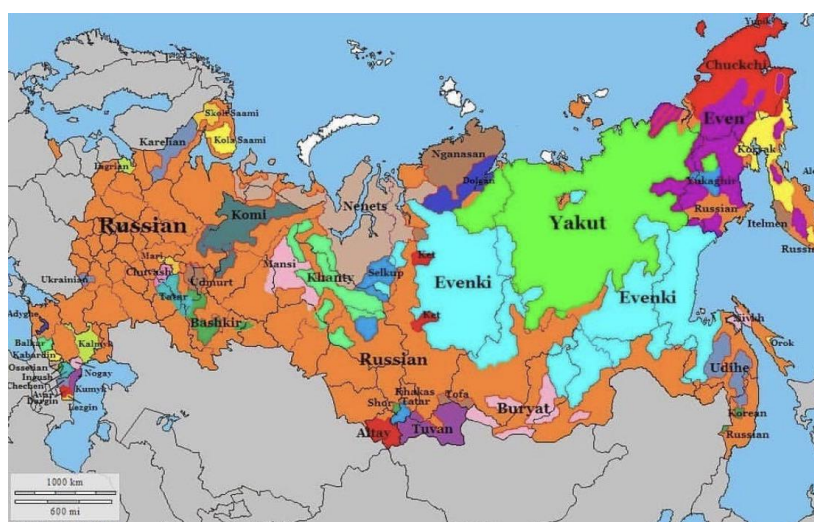 Yupik
Chuckchi
Skolt Saami
Kola Saami
Karelian
Even
Nganasan
Dolgan
Koryak
Ingrian
Nenets
Yukaghir
Komi
Russian
Yakut
Russian
Itelmen
Mari
Chuvash
Mansi
Khanty
Selkup
Ket
Evenki
Evenki
Ukrainian
Udmurt
Tatar
Bashkir
Ket
Nivkh
Adyghe
Balkar
Kabardin
Kalmyk
Ossetian
Ingush
Chechen
Nogay
Kumyk
Avar
Dargin
Lezgin
Russian
Orok
Udihe
Khakas
Tatar
Shor
Tofa
Buryat
Altay
Tuvan
Korean
Russian
1000 km
600 mi